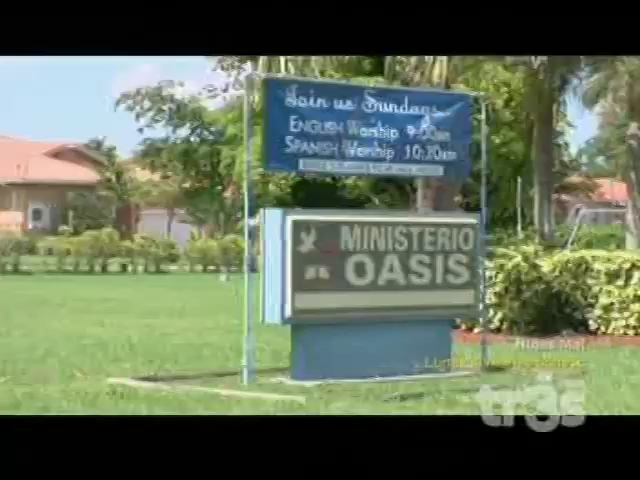 Join us Sundays
ENGLISH Worship 9:00am
SPANISH Worship 10:30am
MINISTERIO
OASIS
tr3s